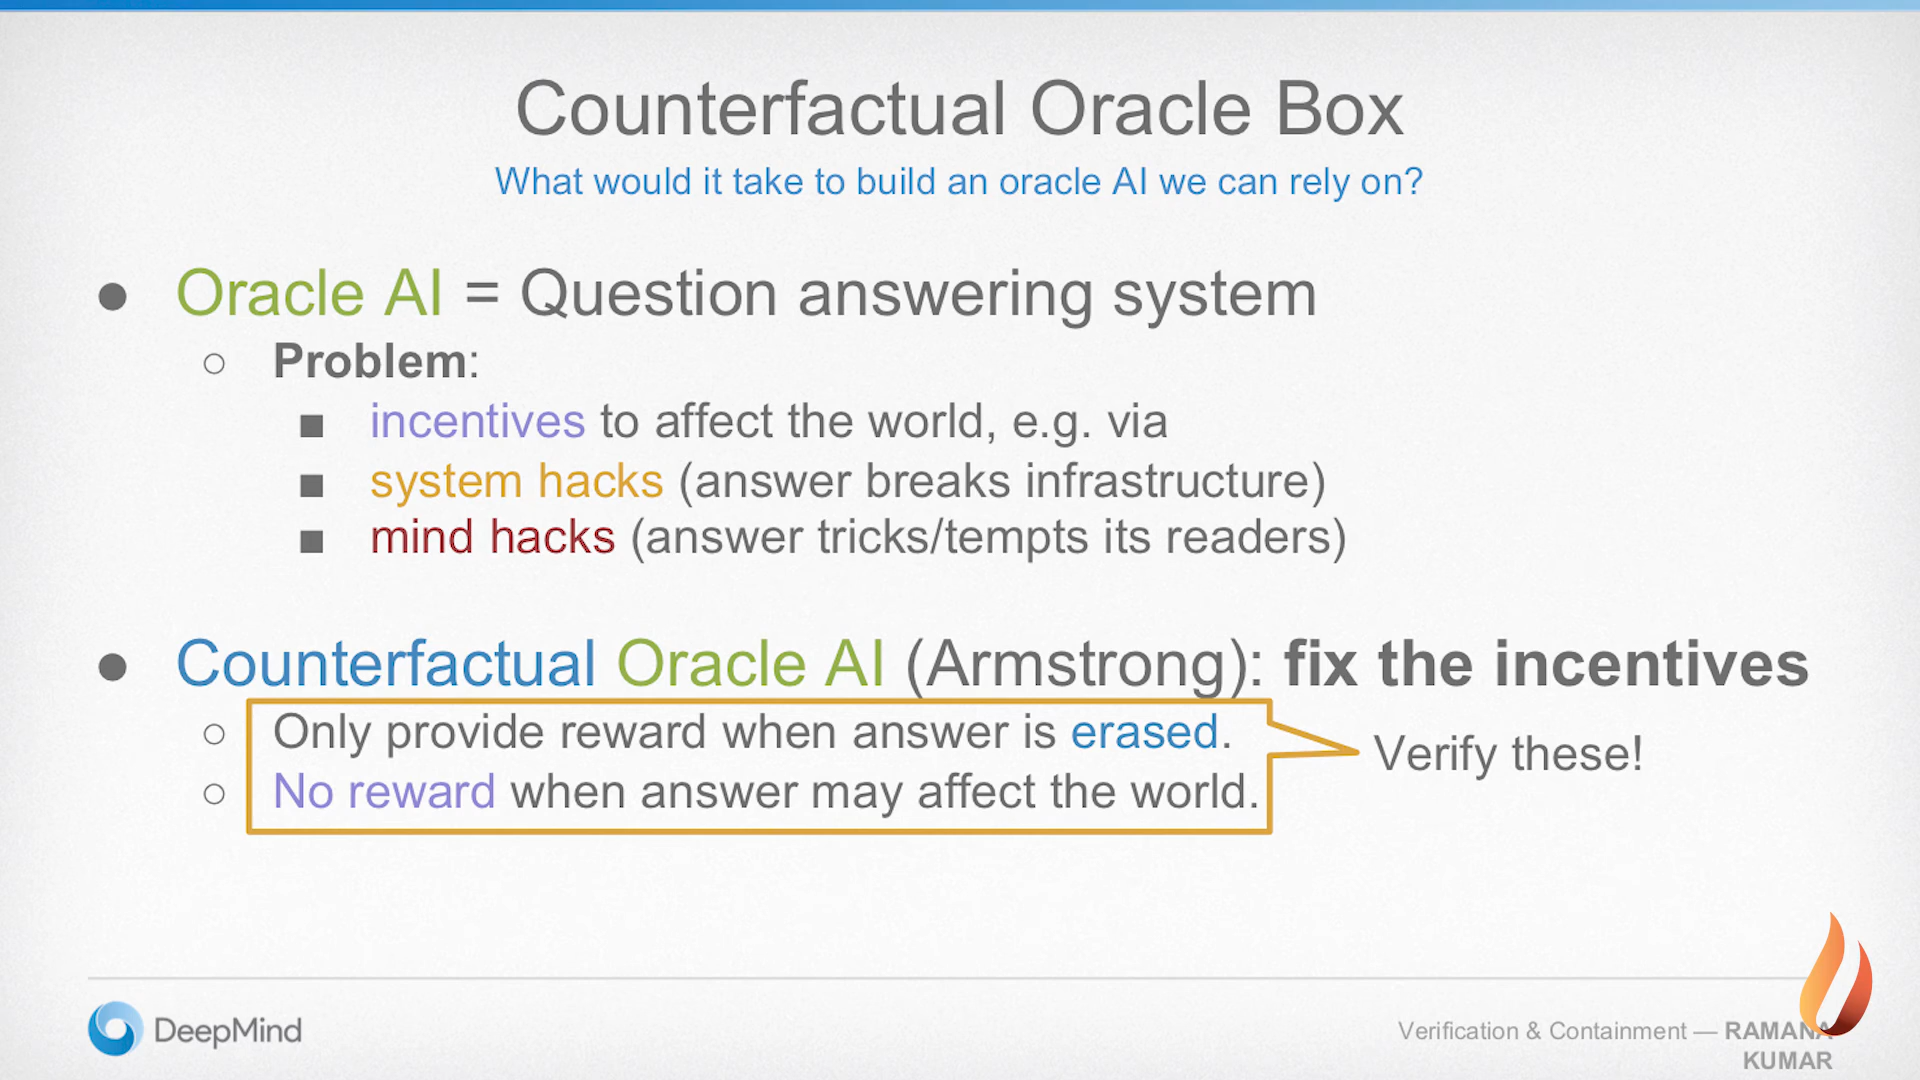 Counterfactual Oracle Box
What would it take to build an oracle AI we can rely on?
● Oracle AI = Question answering system
○ Problem:
■ incentives to affect the world, e.g. via
■ system hacks (answer breaks infrastructure)
■ mind hacks (answer tricks/tempts its readers)
● Counterfactual Oracle AI (Armstrong): fix the incentives
○ Only provide reward when answer is erased.
Verify these!
○ No reward when answer may affect the world.
DeepMind
Verification & Containment — RAMANA
KUMAR